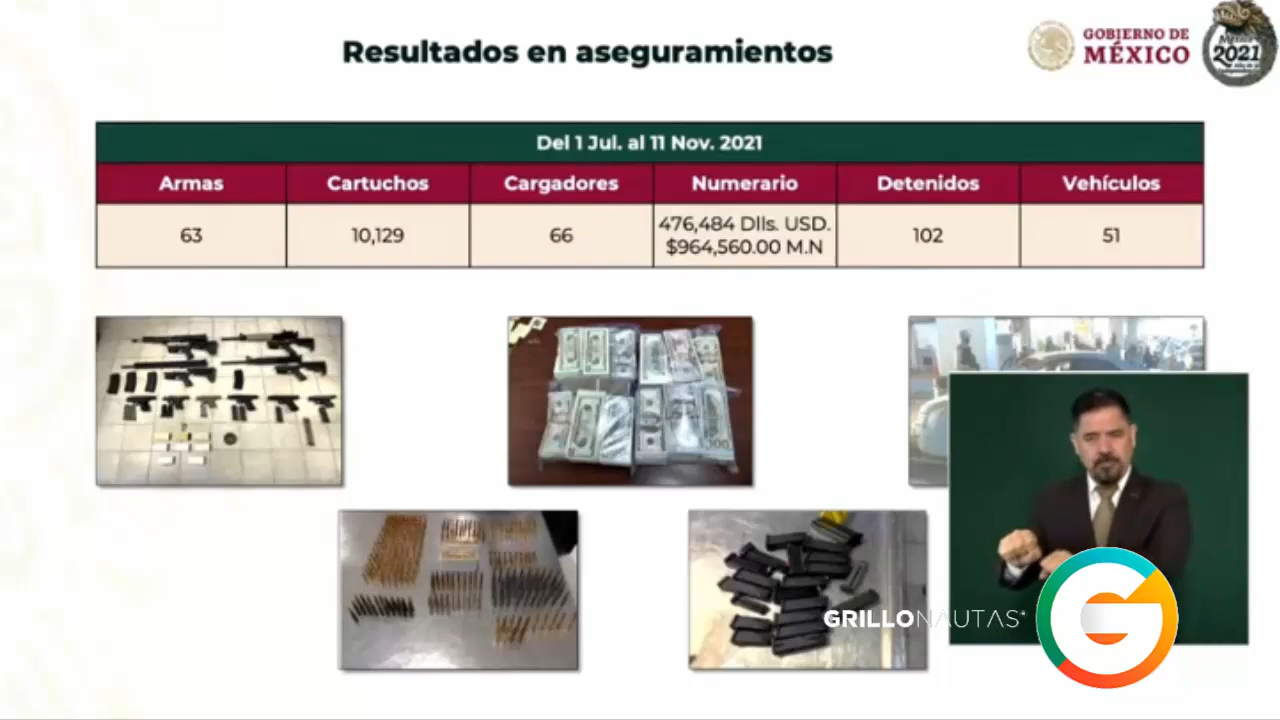 Resultados en aseguramientos
GOBIERNO DE
MÉXICO
2021
Del 1 Jul. al 11 Nov. 2021
Armas
Cartuchos
Cargadores
Numerario
Detenidos
Vehículos
63
10,129
66
476,484 Dlls. USD.
$964,560.00 M.N
102
51
GRILLONAUTAS*
G